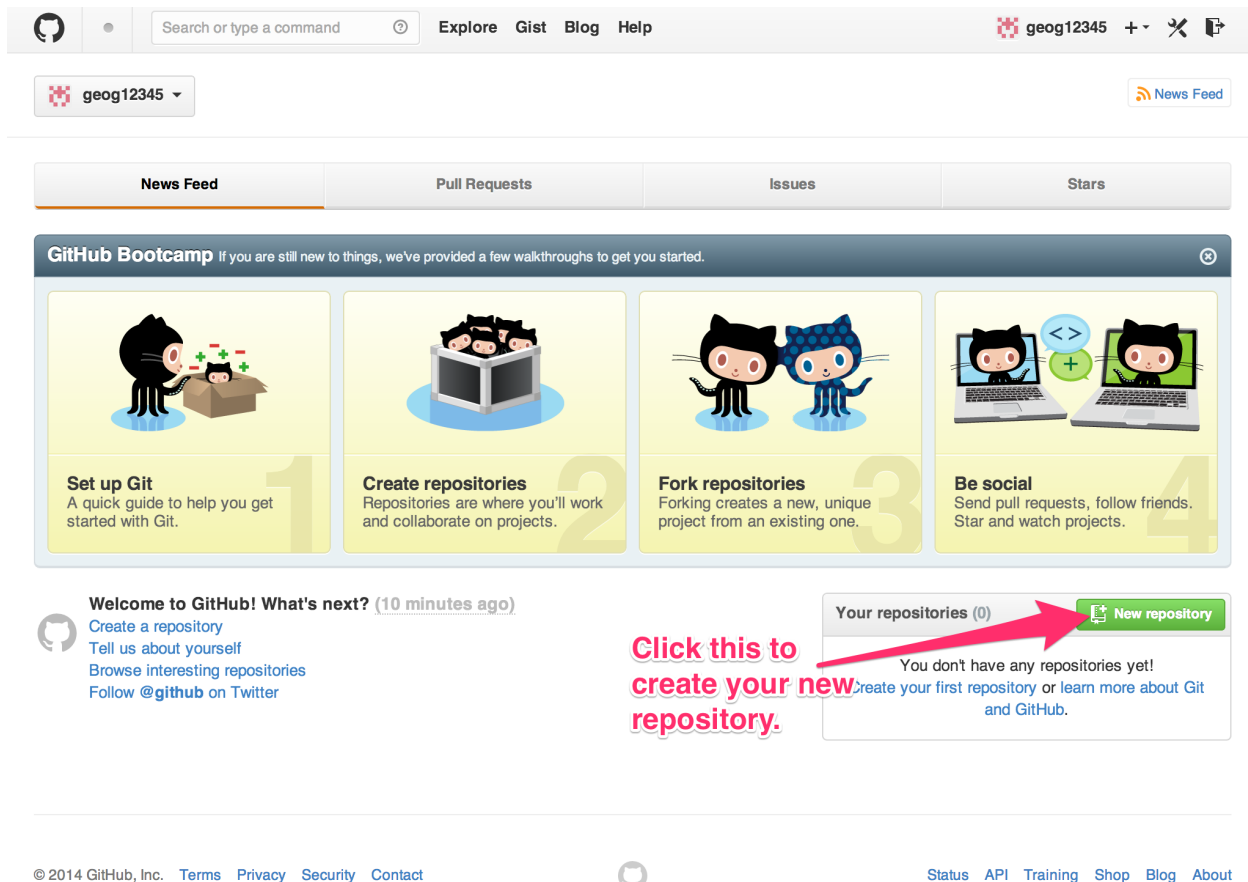 Search or type a command
Explore Gist Blog Help
geog12345
geog12345
News Feed
News Feed Pull Requests Issues Stars
GitHub Bootcamp If you are still new to things, we've provided a few walkthroughs to get you started.
1
Set up Git
A quick guide to help you get
started with Git.
2
Create repositories
Repositories are where you'll work
and collaborate on projects.
3
Fork repositories
Forking creates a new, unique
project from an existing one.
4
Be social
Send pull requests, follow friends.
Star and watch projects.
Welcome to GitHub! What's next? (10 minutes ago)
Create a repository
Tell us about yourself
Browse interesting repositories
Follow @github on Twitter
Click this to
create your new
repository.
Your repositories (0) New repository
You don't have any repositories yet!
Create your first repository or learn more about Git
and GitHub.
© 2014 GitHub, Inc. Terms Privacy Security Contact
Status API Training Shop Blog About